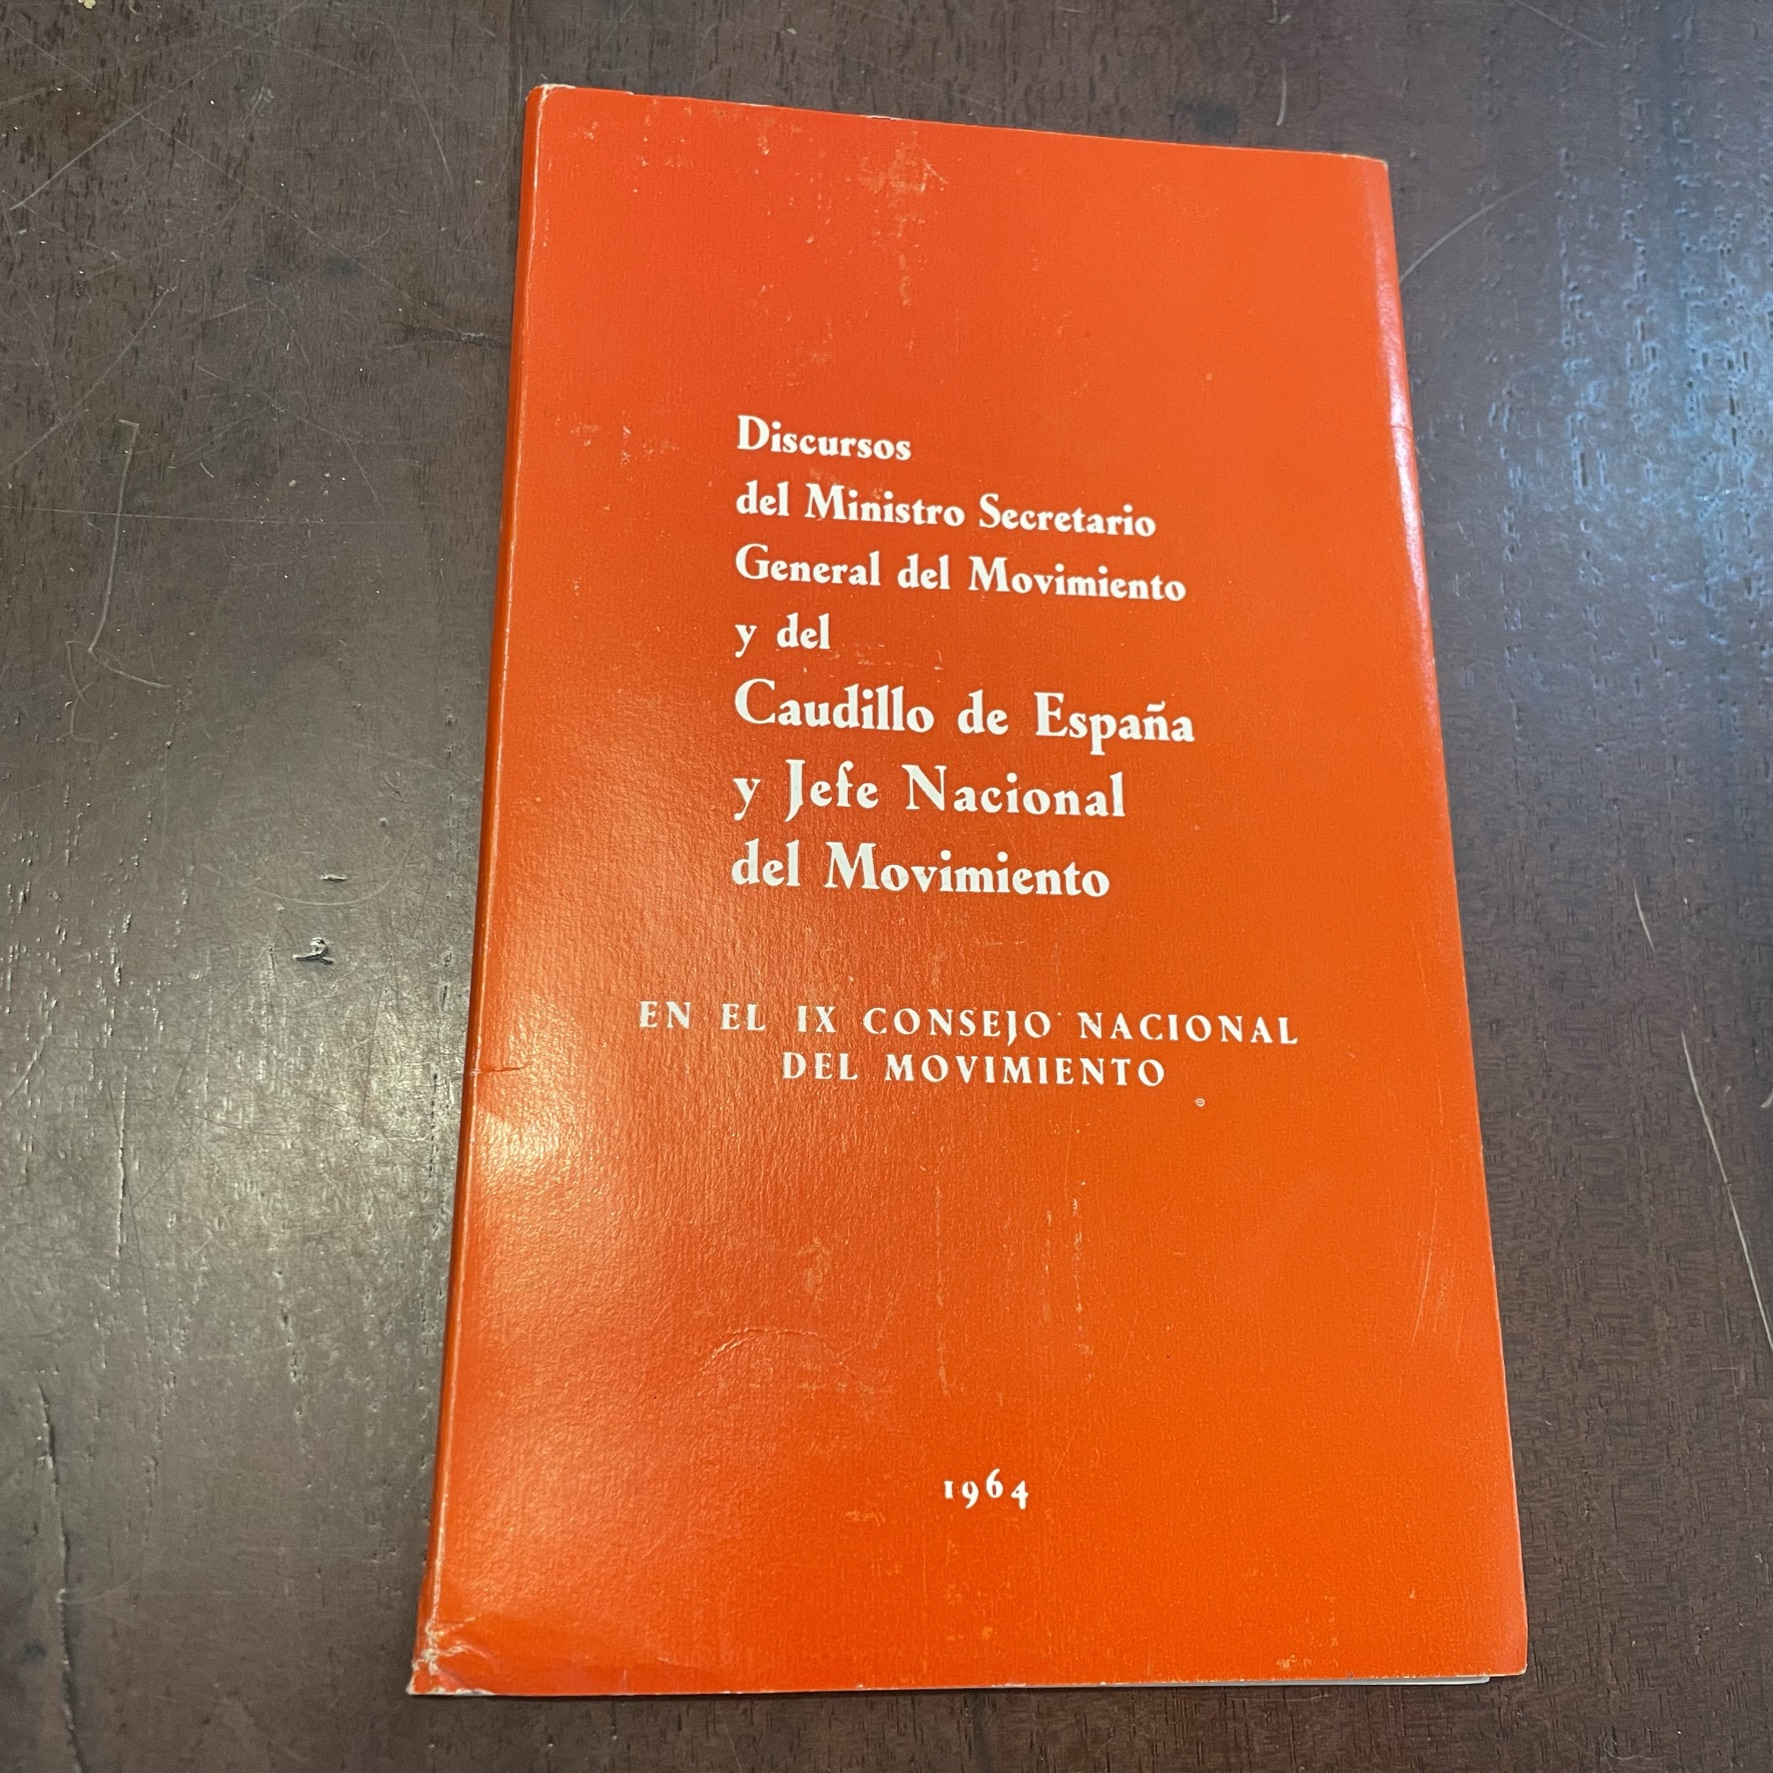 Discursos
del Ministro Secretario
General del Movimiento
y del
Caudillo de España
y Jefe Nacional
del Movimiento
EN EL IX CONSEJO NACIONAL
DEL MOVIMIENTO
1964